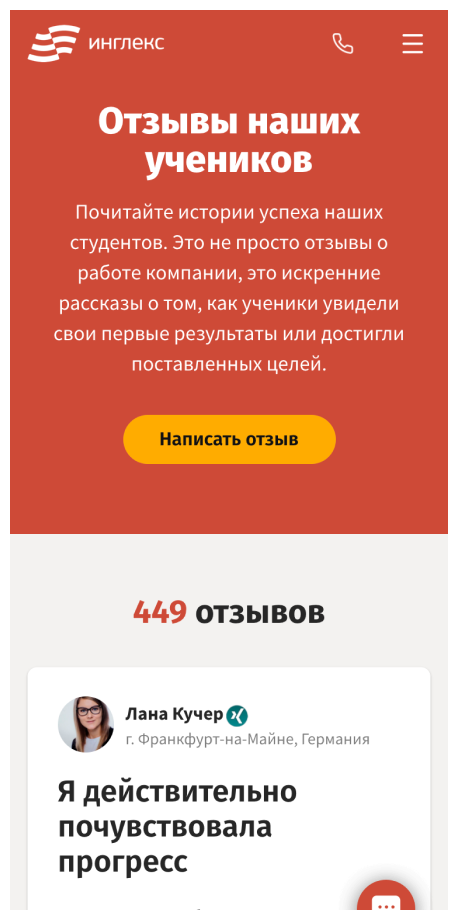 инглекс
Отзывы наших
учеников
Почитайте истории успеха наших
студентов. Это не просто отзывы о
работе компании, это искренние
рассказы о том, как ученики увидели
свои первые результаты или достигли
поставленных целей.
Написать отзыв
449 отзывов
Лана Кучер
г. Франкфурт-на-Майне, Германия
Я действительно
почувствовала
прогресс